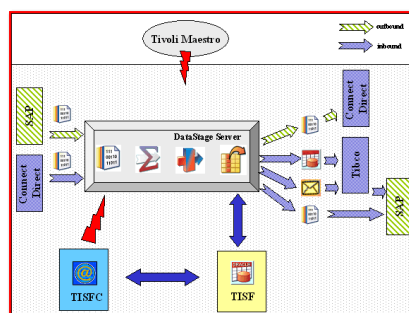 Tivoli Maestro
outbound
inbound
SAP
Connect Direct
DataStage Server
Connect Direct
Tibco
SAP
TISFC
TISF